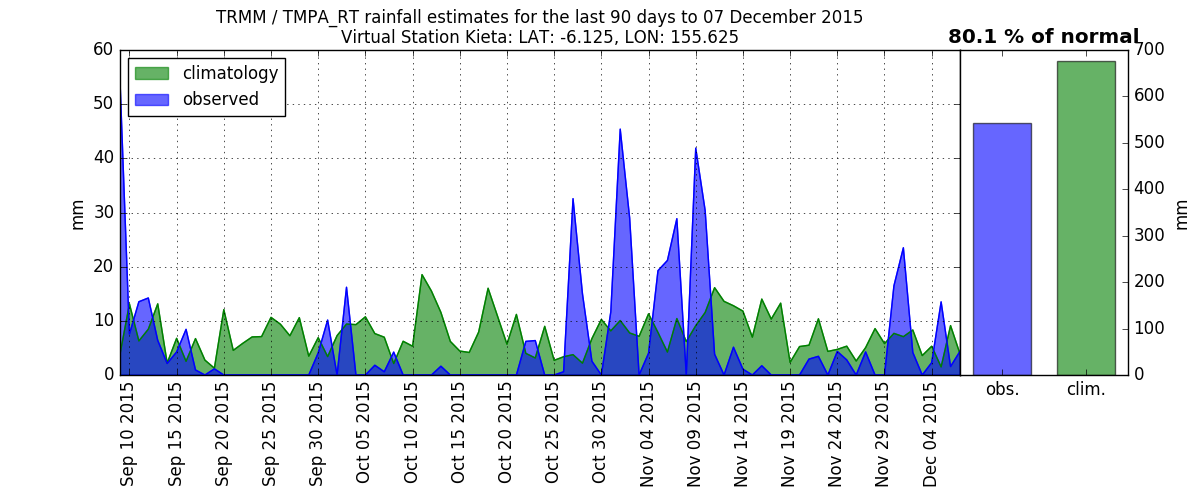 TRMM / TMPA_RT rainfall estimates for the last 90 days to 07 December 2015
Virtual Station Kieta: LAT: -6.125, LON: 155.625
80.1 % of normal
climatology
observed
60
50
40
30
20
10
0
mm
Sep 10 2015
Sep 15 2015
Sep 20 2015
Sep 25 2015
Sep 30 2015
Oct 05 2015
Oct 10 2015
Oct 15 2015
Oct 20 2015
Oct 25 2015
Oct 30 2015
Nov 04 2015
Nov 09 2015
Nov 14 2015
Nov 19 2015
Nov 24 2015
Nov 29 2015
Dec 04 2015
700
600
500
400
300
200
100
0
mm
obs.
clim.